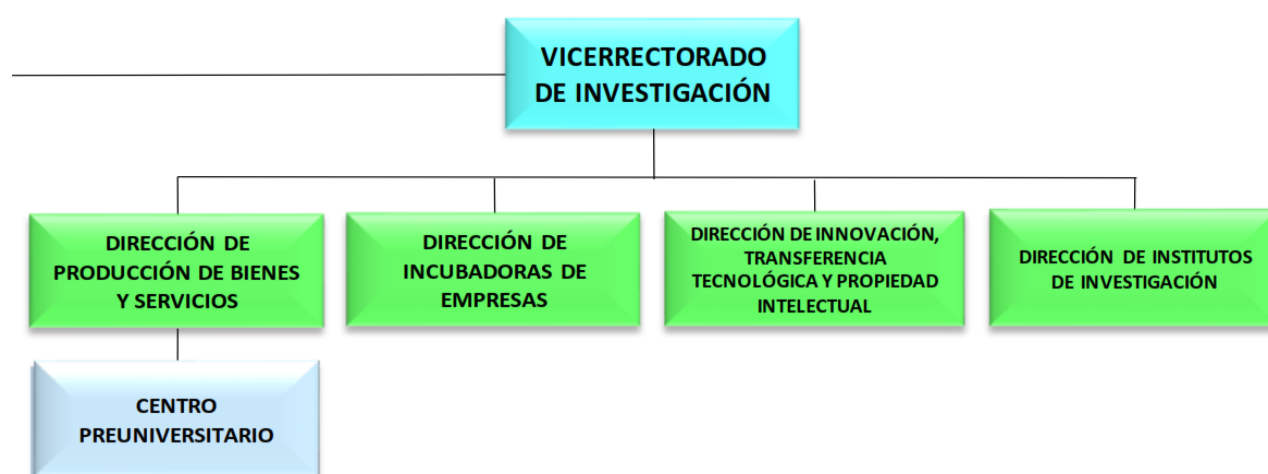 VICERRECTORADO
DE INVESTIGACIÓN
DIRECCIÓN DE
PRODUCCIÓN DE BIENES
Y SERVICIOS
DIRECCIÓN DE
INCUBADORAS DE
EMPRESAS
DIRECCIÓN DE INNOVACIÓN,
TRANSFERENCIA
TECNOLÓGICA Y PROPIEDAD
INTELECTUAL
DIRECCIÓN DE INSTITUTOS
DE INVESTIGACIÓN
CENTRO
PREUNIVERSITARIO